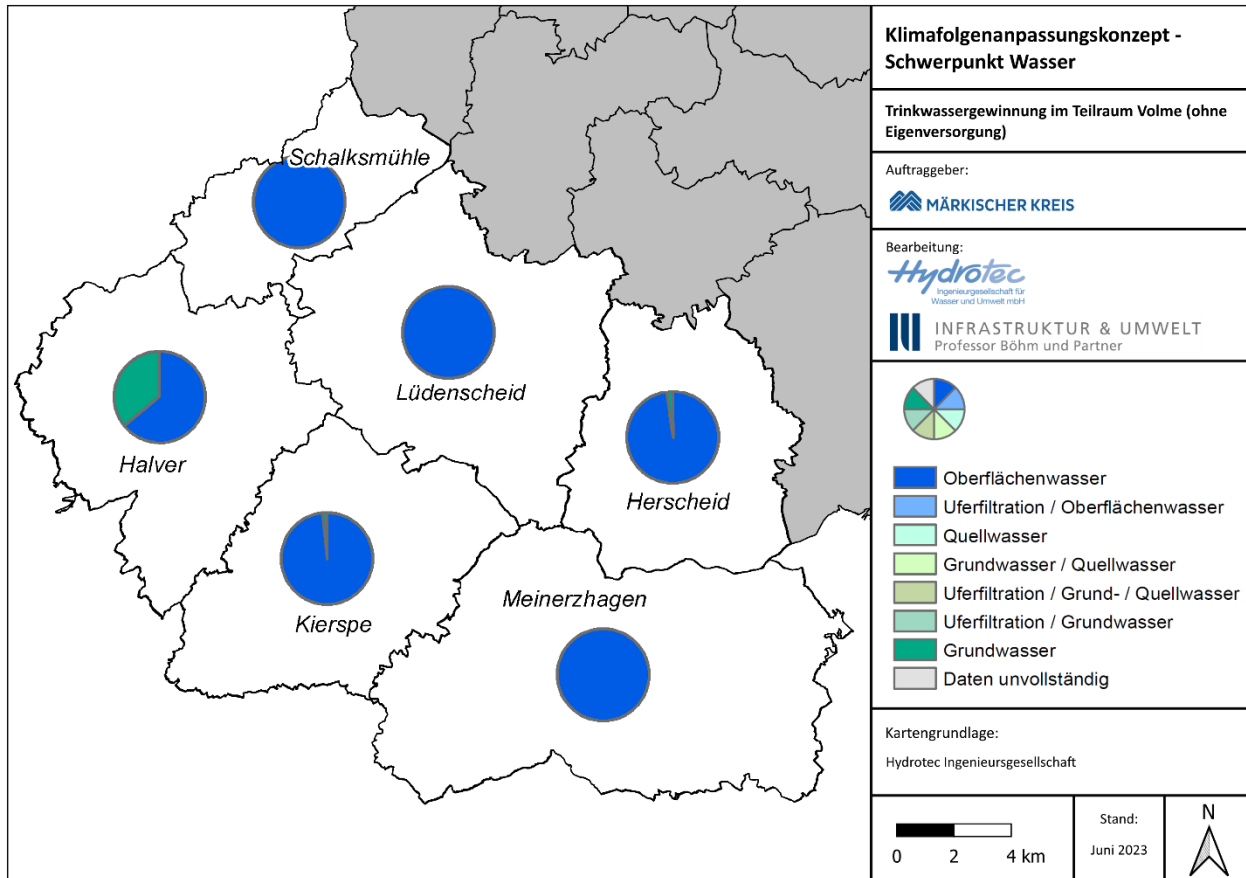 Schalksmühle
Lüdenscheid
Halver
Herscheid
Kierspe
Meinerzhagen
Klimafolgenanpassungskonzept -
Schwerpunkt Wasser
Trinkwassergewinnung im Teilraum Volme (ohne
Eigenversorgung)
Auftraggeber:
MÄRKISCHER KREIS
Bearbeitung:
Hydrotec
Ingenieurgesellschaft für
Wasser und Umwelt mbH
INFRASTRUKTUR & UMWELT
Professor Böhm und Partner
Oberflächenwasser
Uferfiltration / Oberflächenwasser
Quellwasser
Grundwasser / Quellwasser
Uferfiltration / Grund- / Quellwasser
Uferfiltration / Grundwasser
Grundwasser
Daten unvollständig
Kartengrundlage:
Hydrotec Ingenieursgesellschaft
0 2 4 km
Stand:
Juni 2023
N